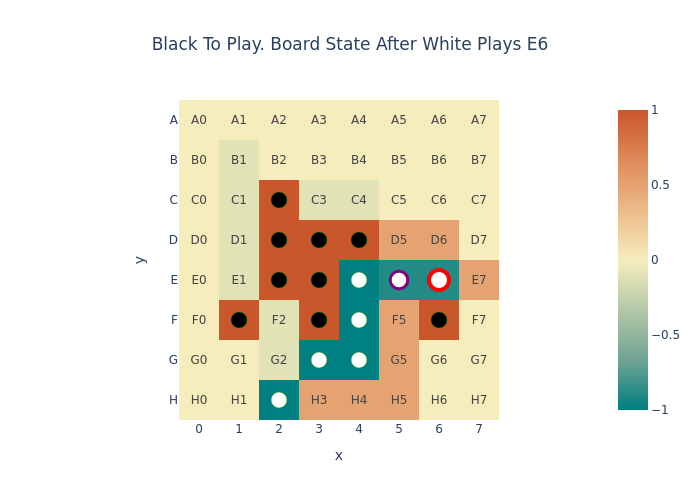 Black To Play. Board State After White Plays E6
A A0 A1 A2 A3 A4 A5 A6 A7
B B0 B1 B2 B3 B4 B5 B6 B7
C C0 C1 C3 C4 C5 C6 C7
D D0 D1 D5 D6 D7
E E0 E1 E7
F F0 F2 F5 F7
G G0 G1 G2 G5 G6 G7
H H0 H1 H3 H4 H5 H6 H7
0 1 2 3 4 5 6 7
x
y
1
0.5
0
−0.5
−1